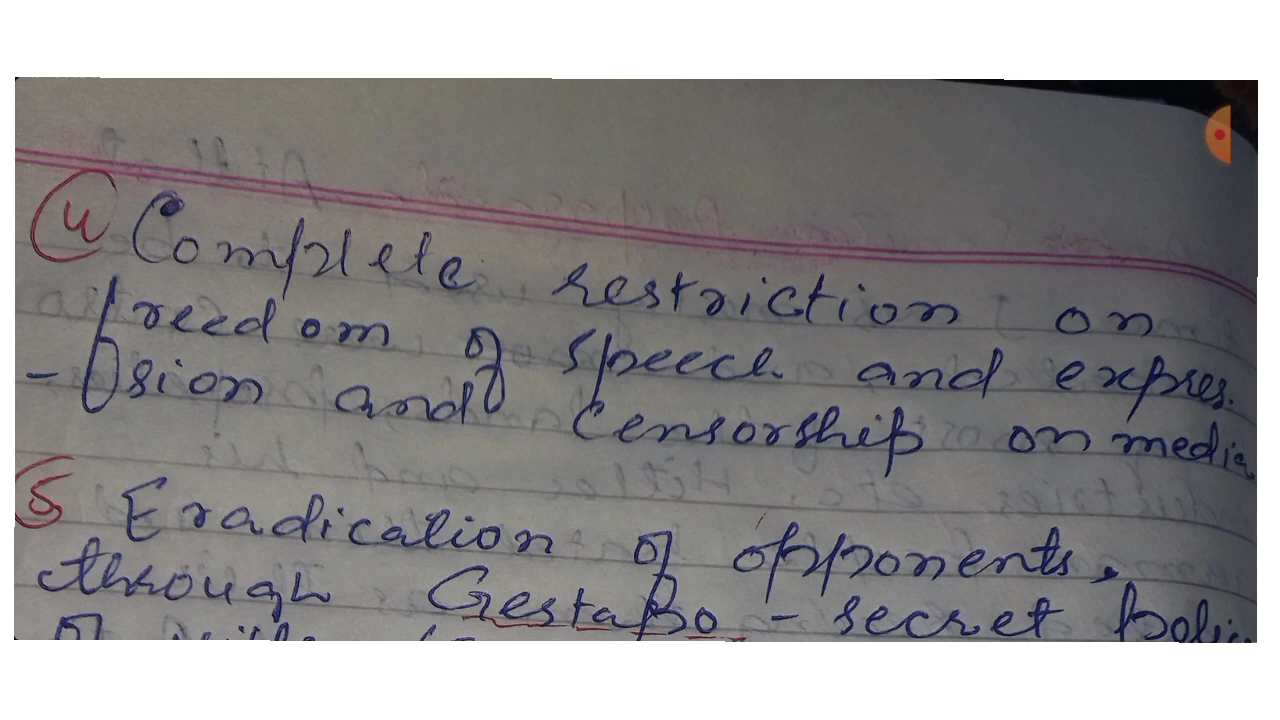 ④ Complete restriction on
freedom of speech and expres.
- sion and censorship on media
⑤ Eradication of opponents,
through Gestapo - secret
of